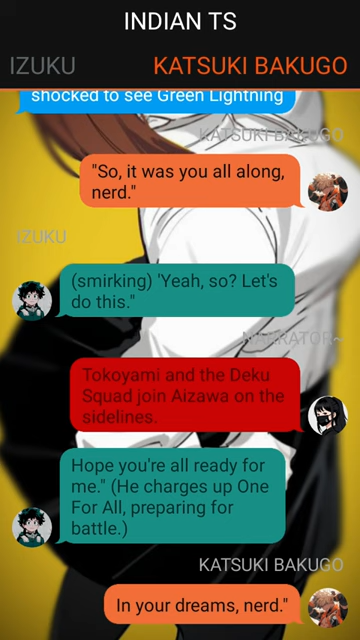 INDIAN TS
IZUKU
KATSUKI BAKUGO
shocked to see Green Lightning
KATSUKI BAKUGO
"So, it was you all along,
nerd."
IZUKU
(smirking) 'Yeah, so? Let's
do this."
NARRATOR~
Tokoyami and the Deku
Squad join Aizawa on the
sidelines.
Hope you're all ready for
me." (He charges up One
For All, preparing for
battle.)
KATSUKI BAKUGO
In your dreams, nerd."